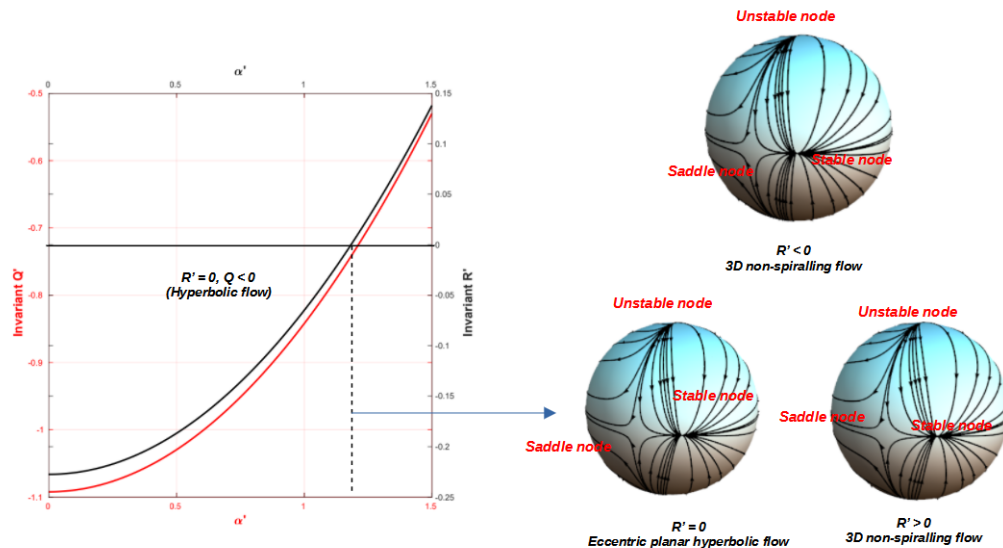 α'
0
0.5
1
1.5
-0.5
-0.6
-0.7
-0.8
-0.9
-1
-1.1
Invariant Q'
0.15
0.1
0.05
0
-0.05
-0.1
-0.15
-0.2
-0.25
Invariant R'
R' = 0, Q < 0
(Hyperbolic flow)
0
0.5
1
1.5
α'
Unstable node
Saddle node
Stable node
R' < 0
3D non-spiralling flow
Unstable node
Stable node
Saddle node
R' = 0
Eccentric planar hyperbolic flow
Unstable node
Saddle node
Stable node
R' > 0
3D non-spiralling flow